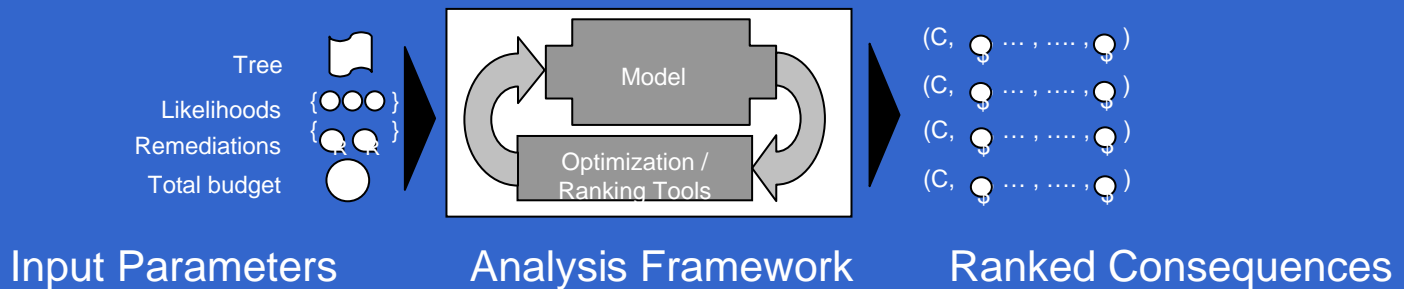 Tree
Likelihoods { }
Remediations { R R }
Total budget
Model
Optimization /
Ranking Tools
(C, $ … , …. , $ )
(C, $ … , …. , $ )
(C, $ … , …. , $ )
(C, $ … , …. , $ )
Input Parameters
Analysis Framework
Ranked Consequences